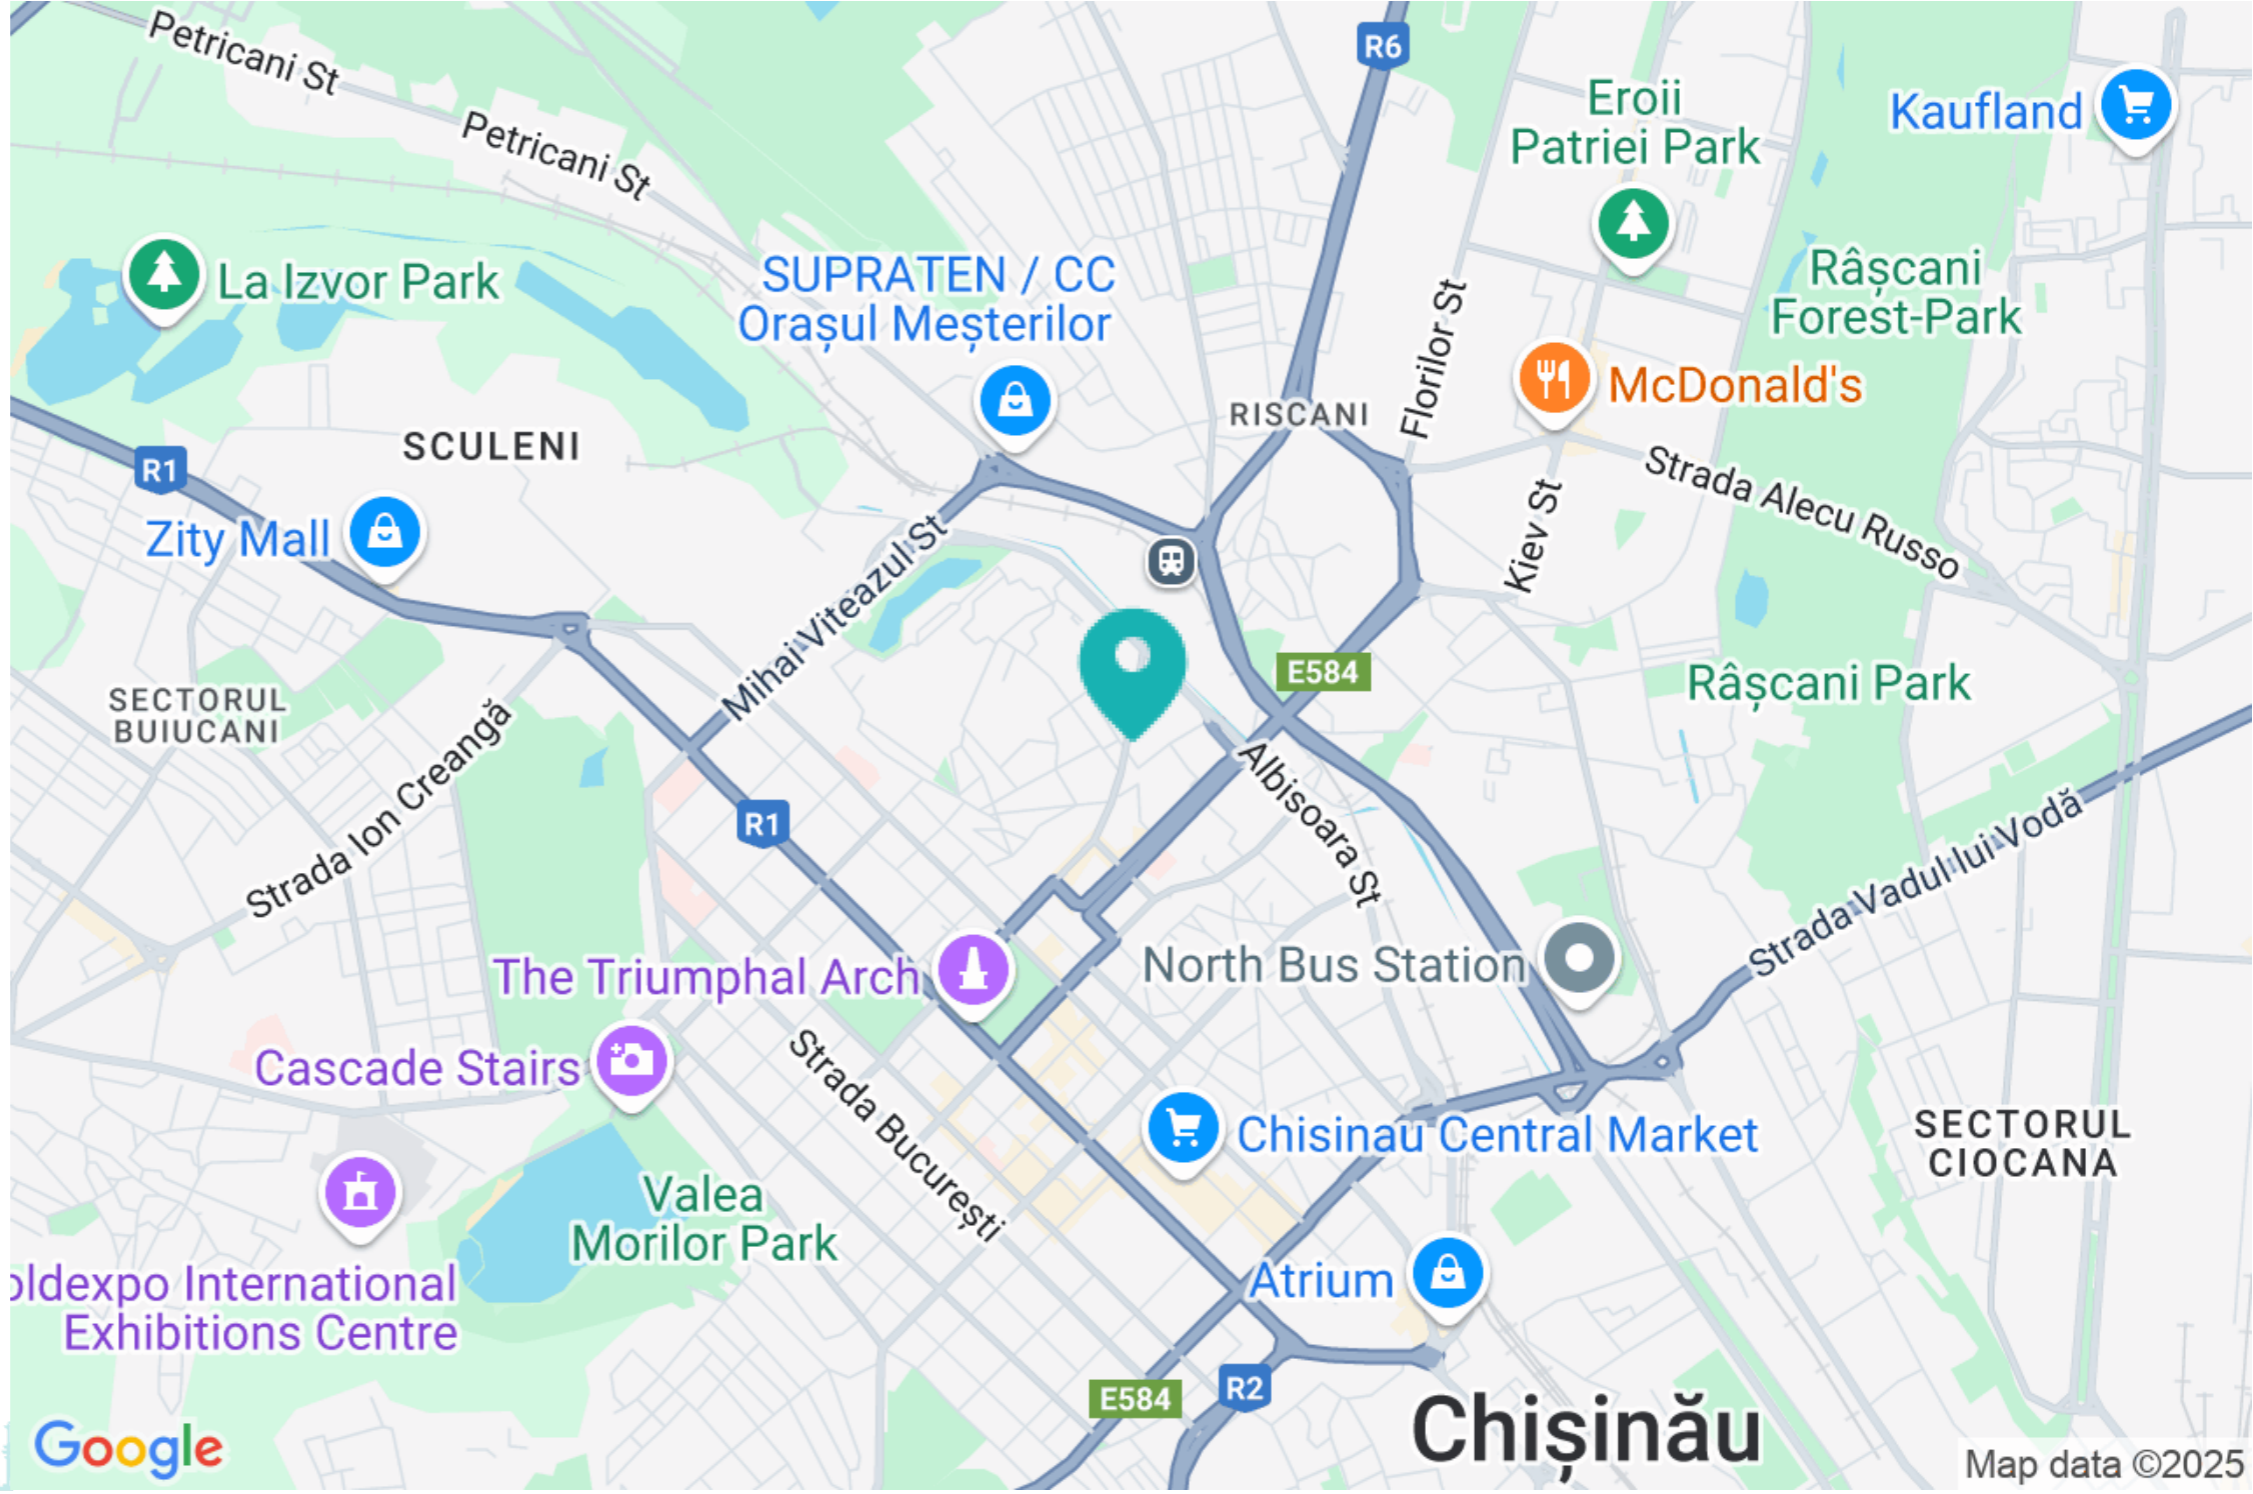 Petricani St
Petricani St
R6
Eroii
Patriei Park
Kaufland
La Izvor Park
SUPRATEN / CC
Orașul Meșterilor
Râșcani
Forest-Park
Florilor St
McDonald's
RISCANI
SCULENI
R1
Zity Mall
Strada Alecu Russo
Kiev St
Mihai Viteazul St
E584
Râșcani Park
SECTORUL
BUIUCANI
Strada Ion Creangă
R1
Albisoara St
Strada Vadul lui Vodă
The Triumphal Arch
North Bus Station
Cascade Stairs
Strada București
Chisinau Central Market
SECTORUL
CIOCANA
Valea
Morilor Park
oldexpo International
Exhibitions Centre
Atrium
E584
R2
Chișinău
Google
Map data ©2025